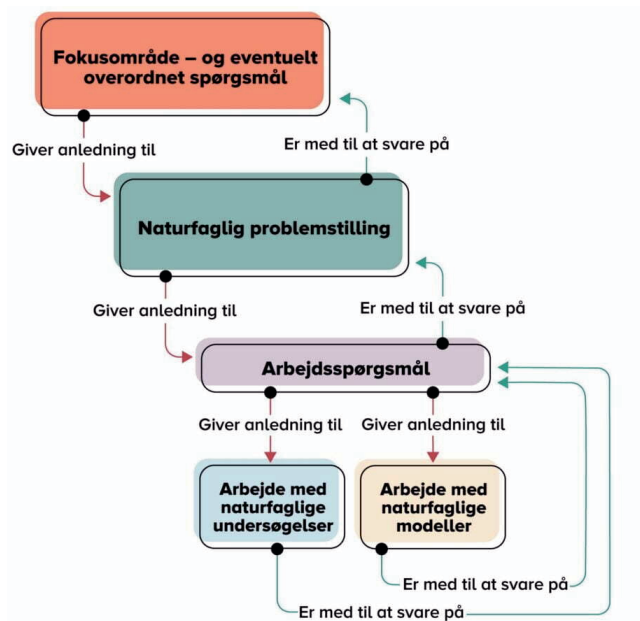 Fokusområde – og eventuelt
overordnet spørgsmål
Giver anledning til
Er med til at svare på
Naturfaglig problemstilling
Giver anledning til
Er med til at svare på
Arbejdsspørgsmål
Giver anledning til
Giver anledning til
Arbejde med
naturfaglige
undersøgelser
Arbejde med
naturfaglige
modeller
Er med til at svare på
Er med til at svare på